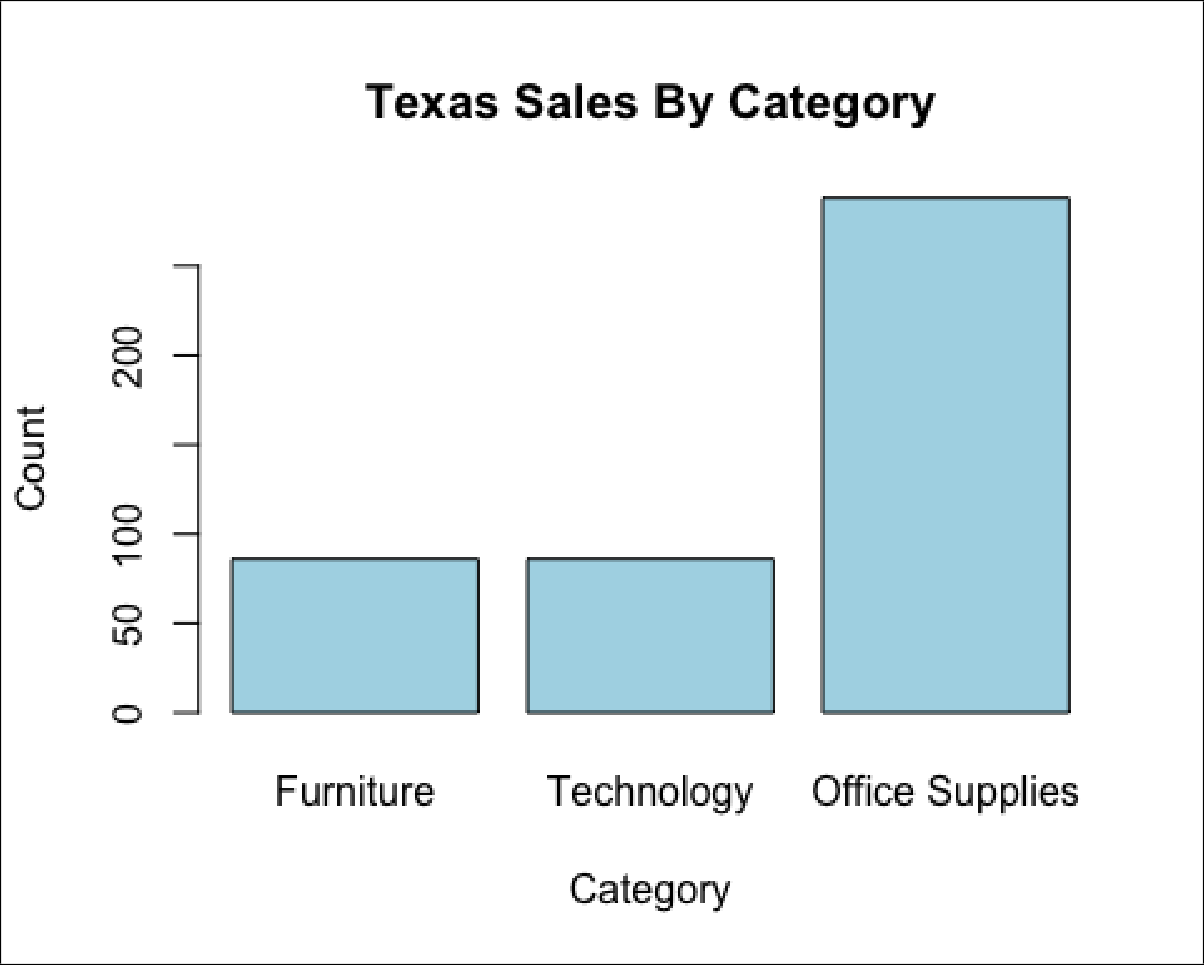 Texas Sales By Category
Count
200
100
50
0
Furniture
Technology
Office Supplies
Category